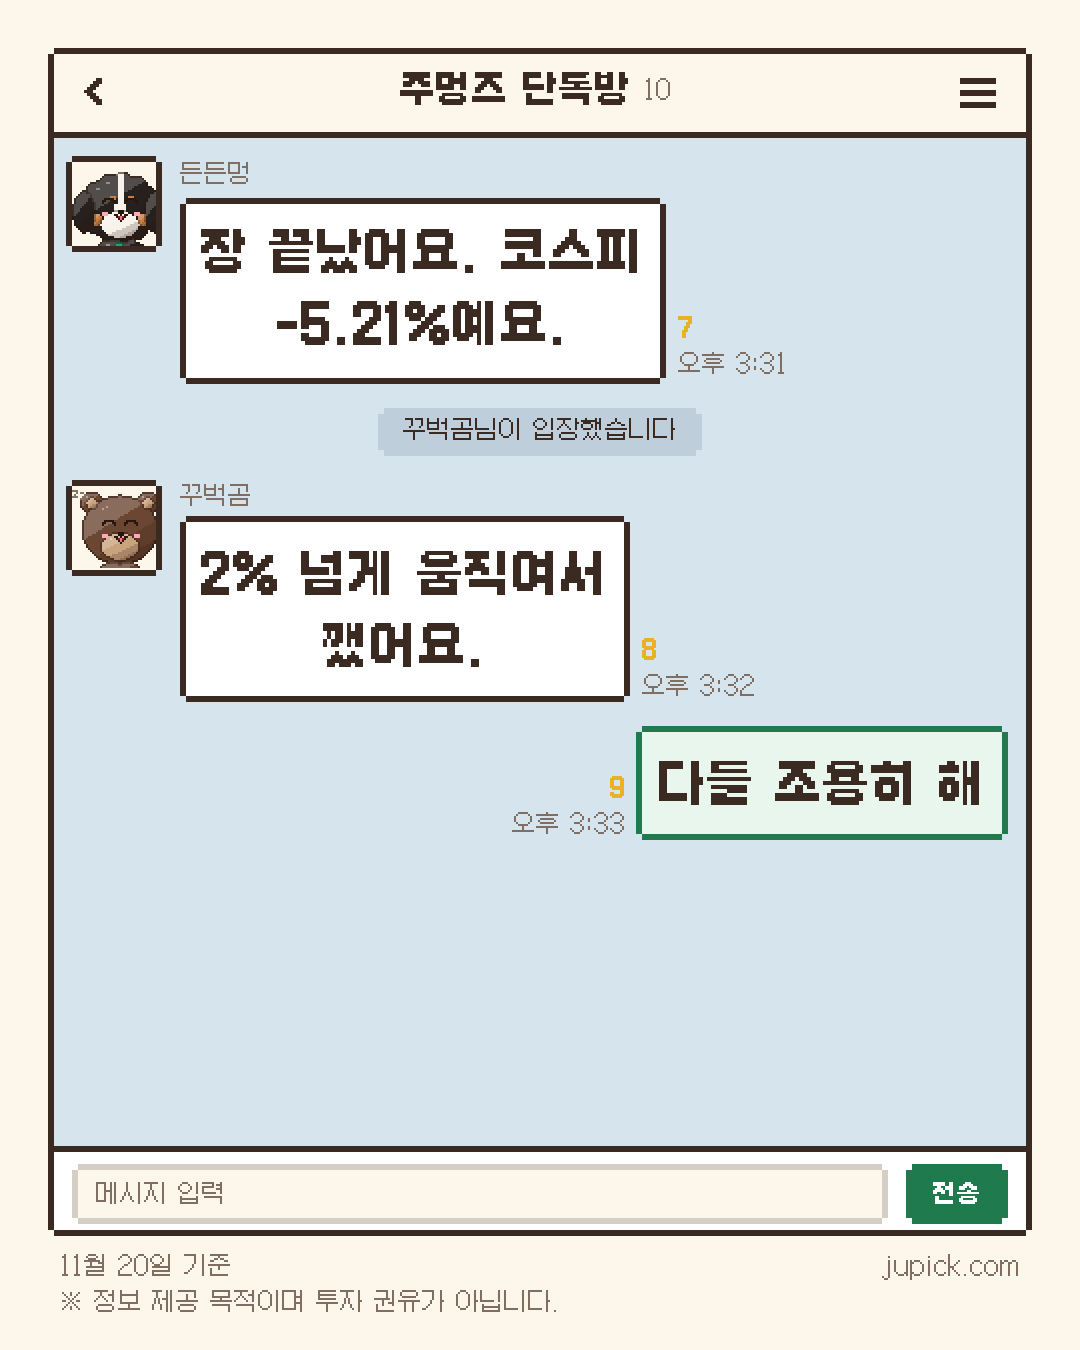 주멍즈 단독방 10
든든멍
장 끝났어요. 코스피
-5.21%예요.
7
오후 3:31
꾸벅곰님이 입장했습니다
꾸벅곰
2% 넘게 움직여서
깼어요.
8
오후 3:32
다들 조용히 해
9
오후 3:33
메시지 입력
전송
11월 20일 기준
jupick.com
※ 정보 제공 목적이며 투자 권유가 아닙니다.